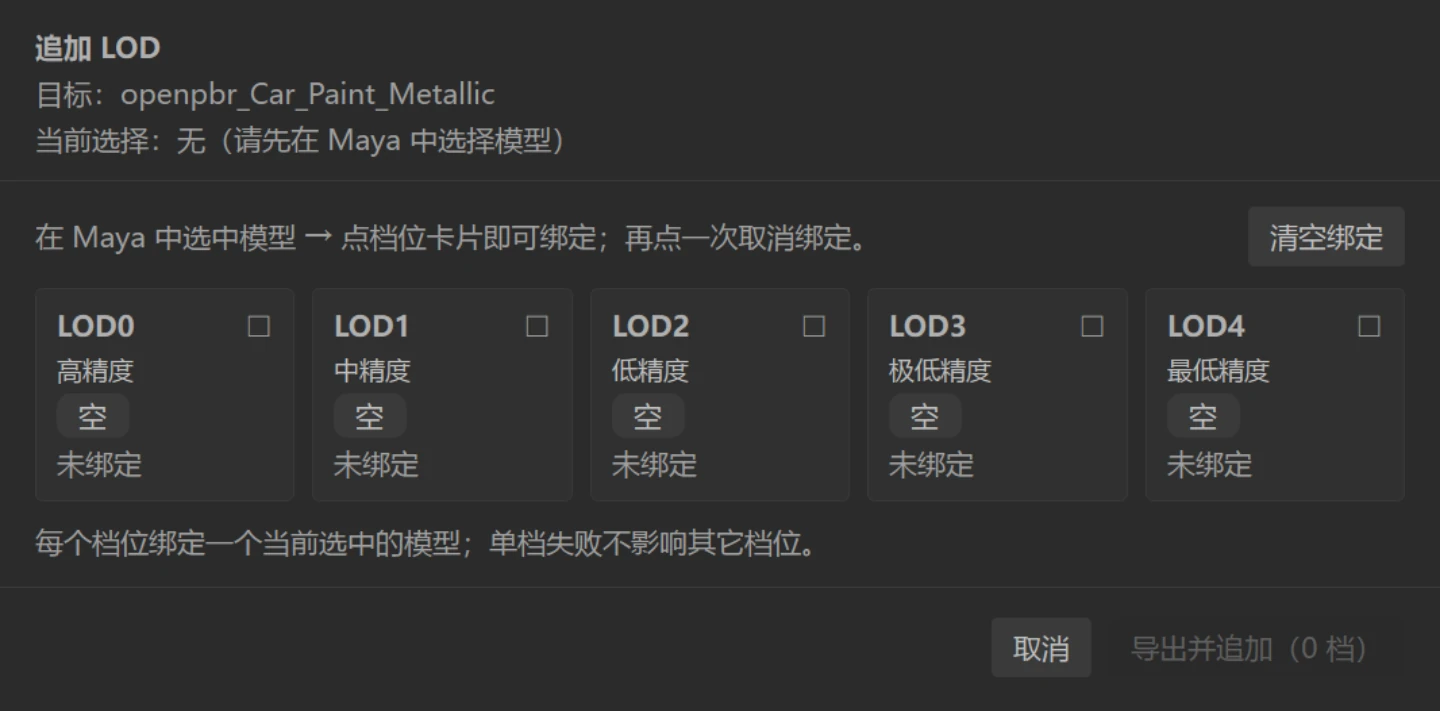 追加 LOD
目标：openpbr_Car_Paint_Metallic
当前选择：无（请先在 Maya 中选择模型）
在 Maya 中选中模型 → 点档位卡片即可绑定；再点一次取消绑定。
清空绑定
LOD0
高精度
空
未绑定
LOD1
中精度
空
未绑定
LOD2
低精度
空
未绑定
LOD3
极低精度
空
未绑定
LOD4
最低精度
空
未绑定
每个档位绑定一个当前选中的模型；单档失败不影响其它档位。
取消
导出并追加（0 档）